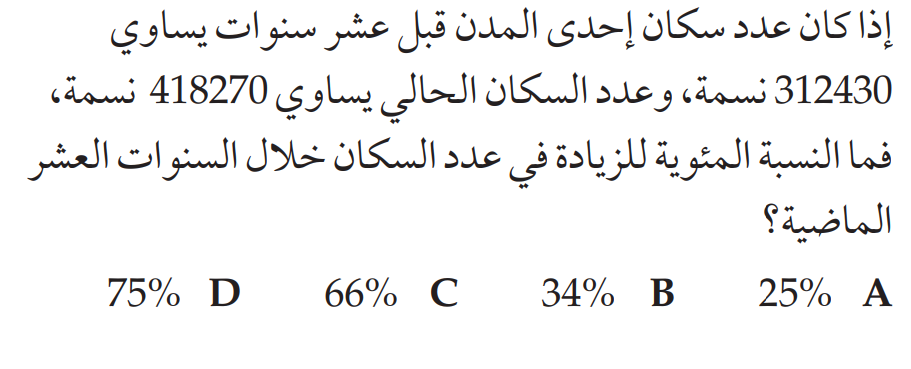 إذا كان عدد سكان إحدى المدن قبل عشر سنوات يساوي
312430 نسمة، وعدد السكان الحالي يساوي 418270 نسمة،
فما النسبة المئوية للزيادة في عدد السكان خلال السنوات العشر
الماضية؟
A 25% B 34% C 66% D 75%